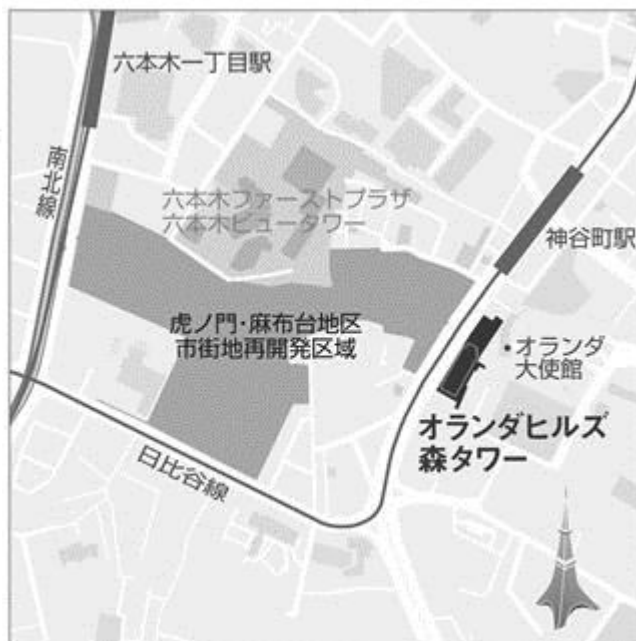 六本木一丁目駅
南北線
六本木ファーストプラザ
六本木ビュータワー
神谷町駅
虎ノ門・麻布台地区
市街地再開発区域
・オランダ
大使館
オランダヒルズ
森タワー
日比谷線